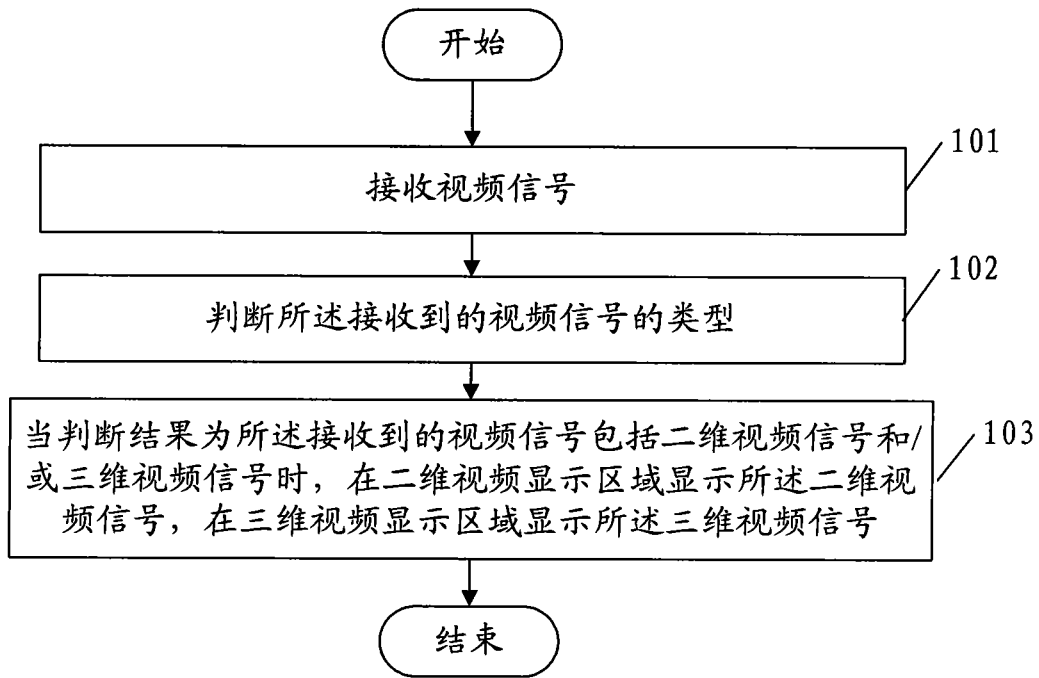 开始
101
接收视频信号
102
判断所述接收到的视频信号的类型
103
当判断结果为所述接收到的视频信号包括二维视频信号和/
或三维视频信号时，在二维视频显示区域显示所述二维视
频信号，在三维视频显示区域显示所述三维视频信号
结束